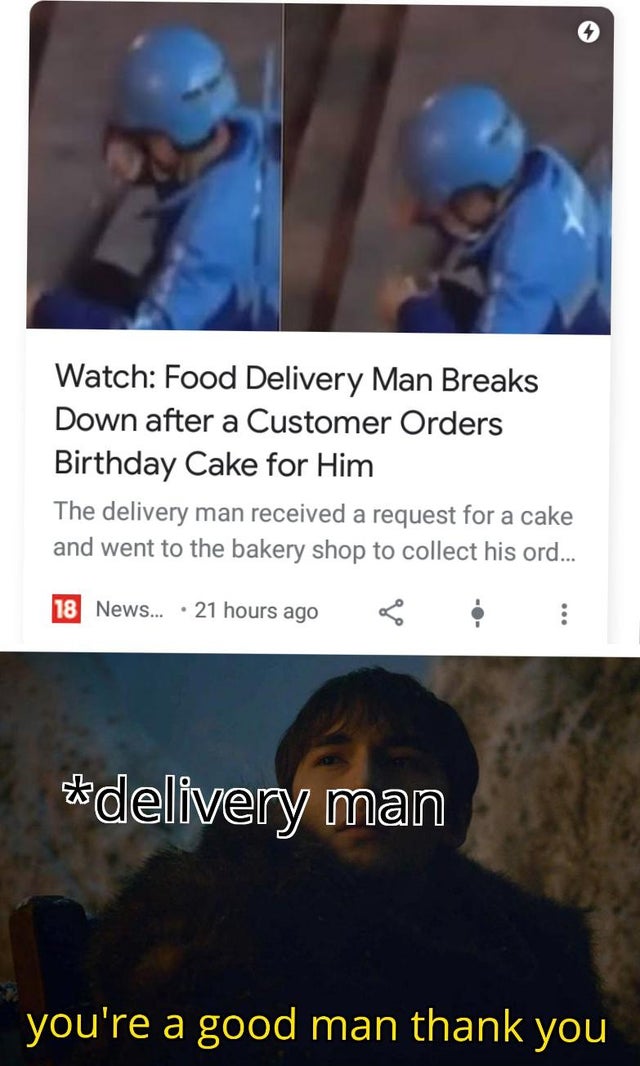 Watch: Food Delivery Man Breaks
Down after a Customer Orders
Birthday Cake for Him
The delivery man received a request for a cake
and went to the bakery shop to collect his ord...
18 News... • 21 hours ago
*delivery man
you're a good man thank you